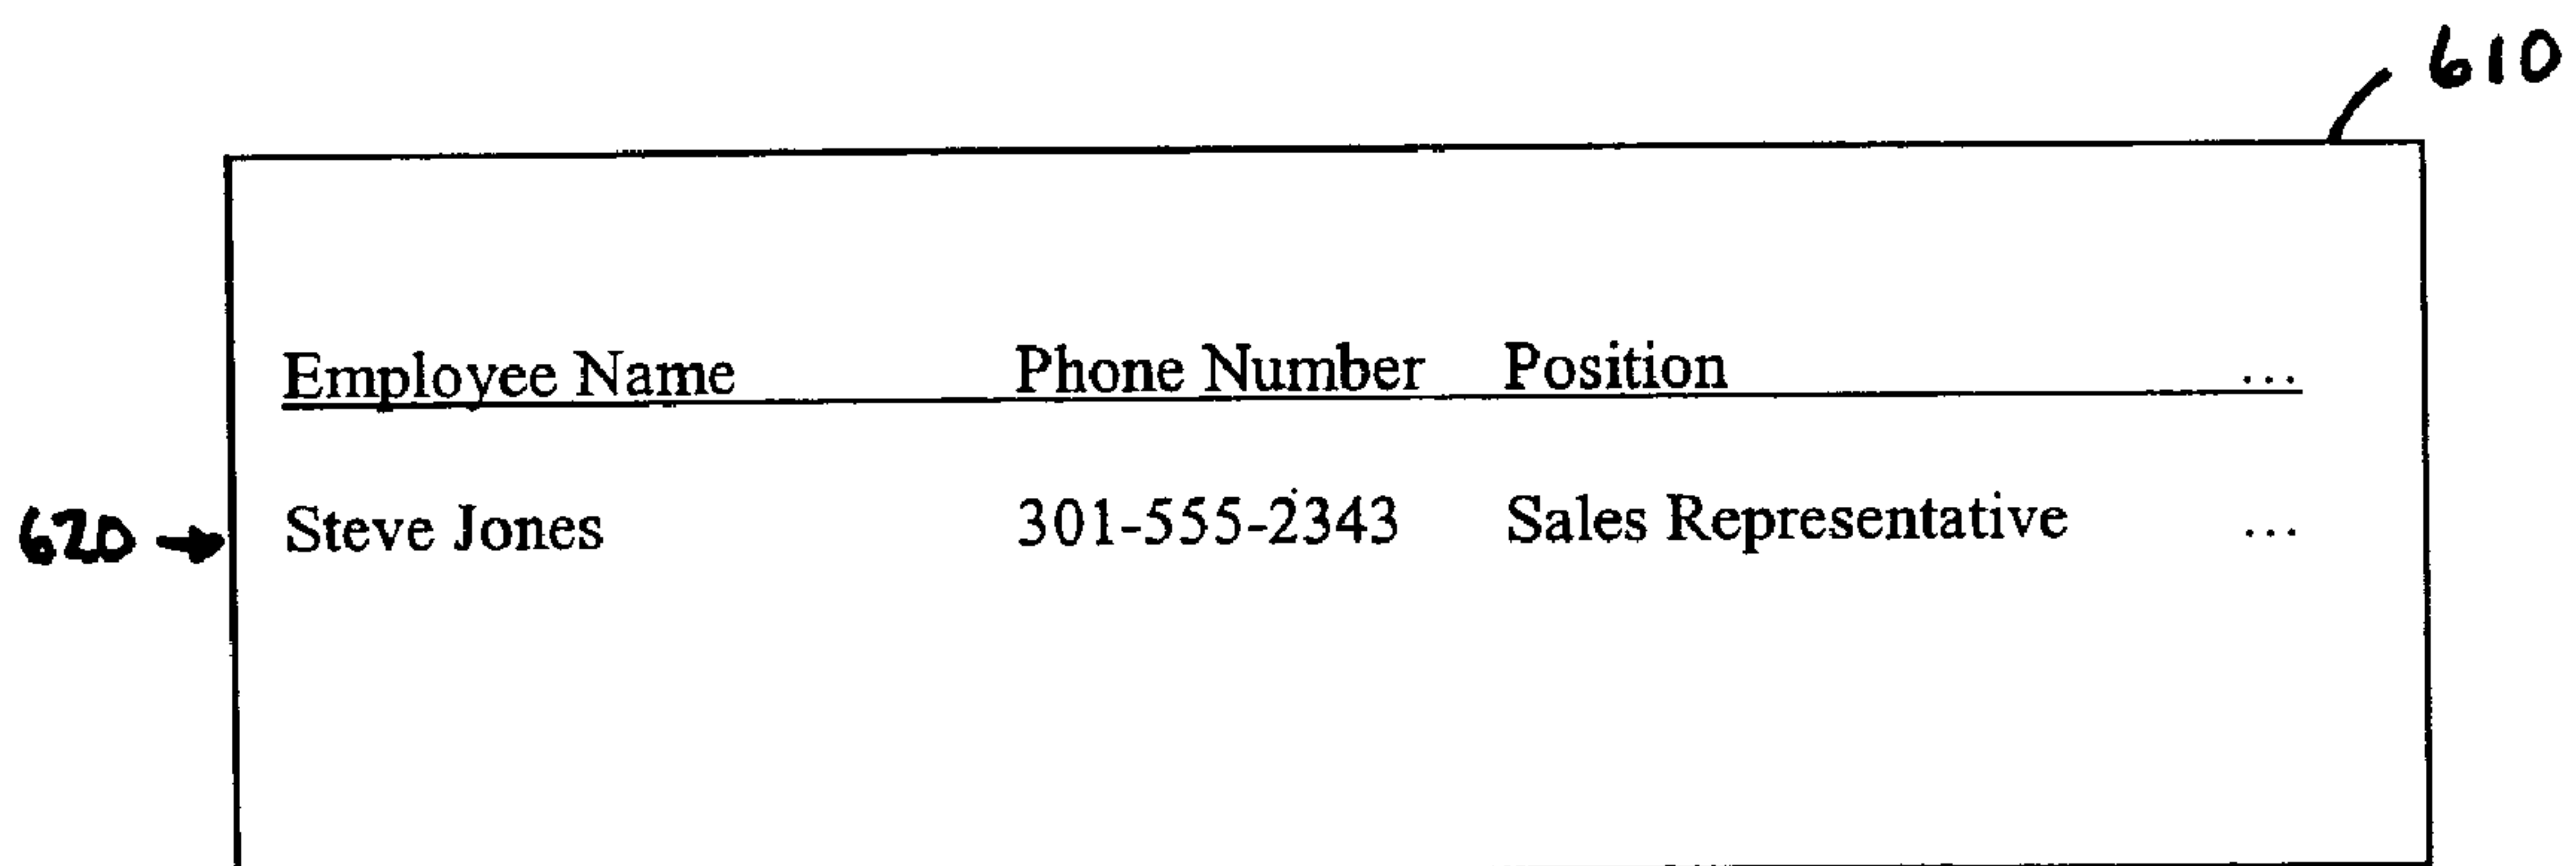 610
Employee Name Phone Number Position ...
620 Steve Jones 301-555-2343 Sales Representative ...